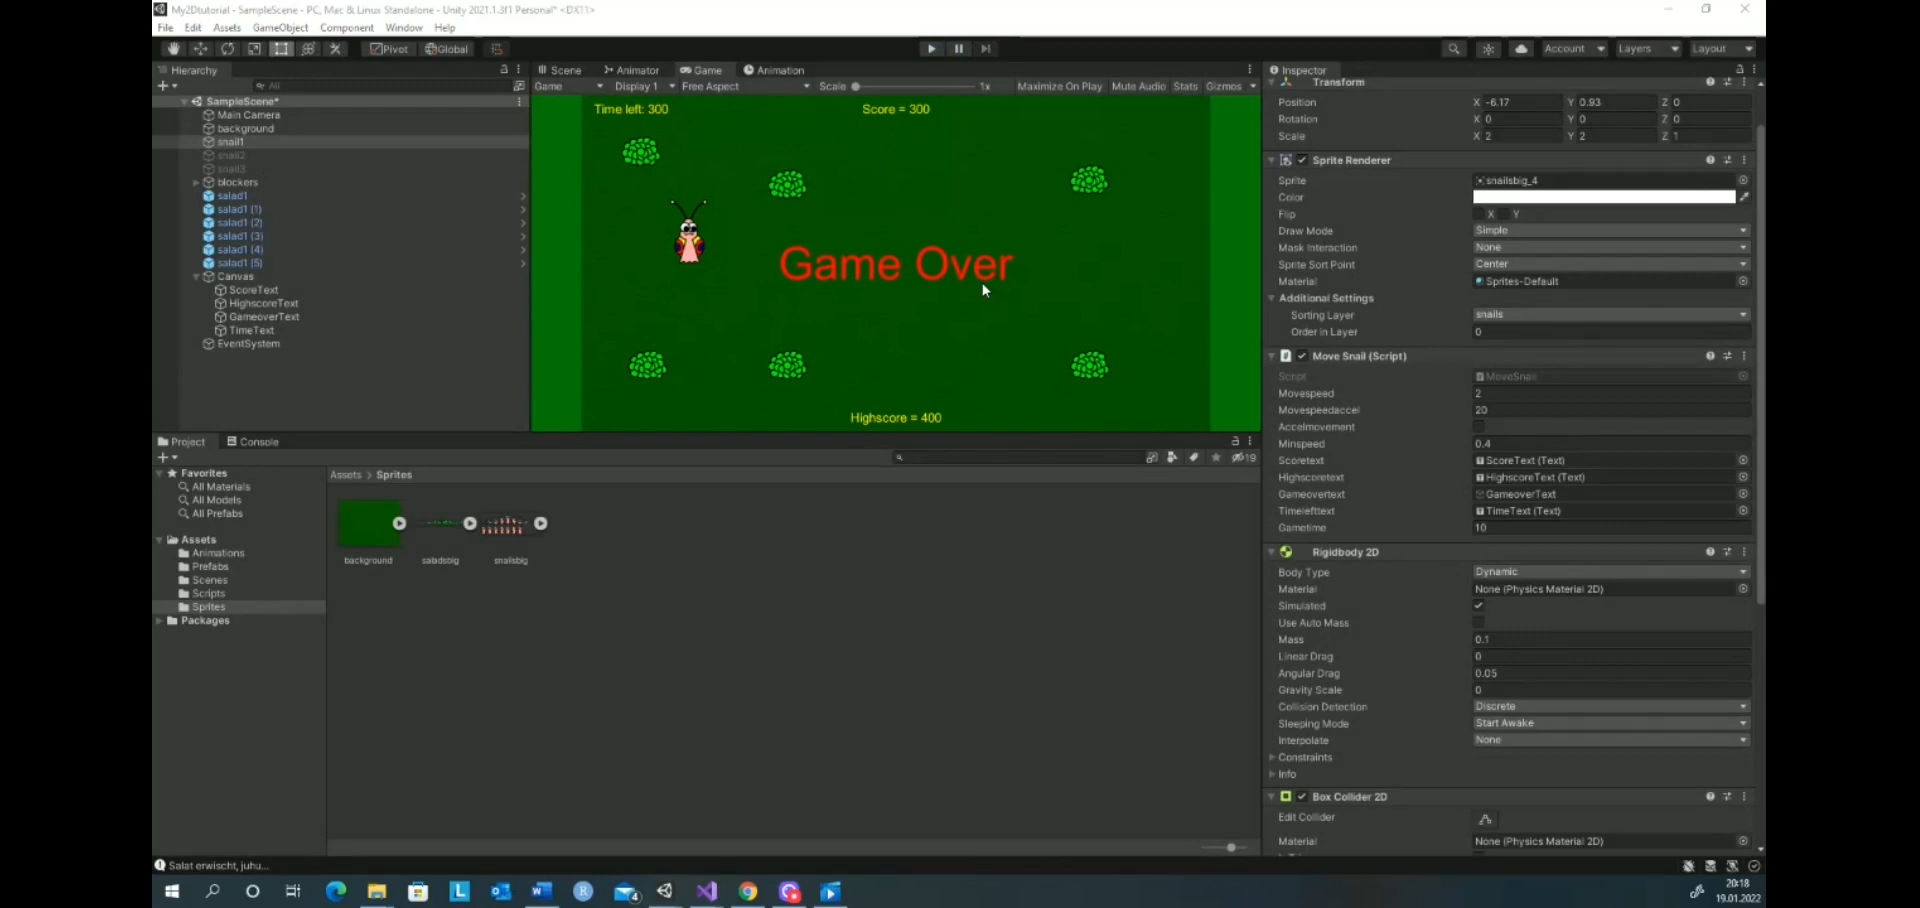 My2Dtutorial - SampleScene - PC, Mac & Linux Standalone - Unity 2021.1.3f1 Personal* <DX11>
File Edit Assets GameObject Component Window Help
Pivot Global Account Layers Layout
Hierarchy Scene Animator Game Animation Inspector
All Game Display 1 Free Aspect Scale 1x Maximize On Play Mute Audio Stats Gizmos Transform
SampleScene*
Main Camera
background
snail1
snail2
snail3
blockers
salad1
salad1 (1)
salad1 (2)
salad1 (3)
salad1 (4)
salad1 (5)
Canvas
ScoreText
HighscoreText
GameoverText
TimeText
EventSystem
Time left: 300 Score = 300
Game Over
Highscore = 400
Position X -6.17 Y 0.93 Z 0
Rotation X 0 Y 0 Z 0
Scale X 2 Y 2 Z 1
Sprite Renderer
Sprite snailsbig_4
Color
Flip X Y
Draw Mode Simple
Mask Interaction None
Sprite Sort Point Center
Material Sprites-Default
Additional Settings
Sorting Layer snails
Order in Layer 0
Move Snail (Script)
Script MoveSnail
Movespeed 2
Movespeedaccel 20
Accelmovement
Minspeed 0.4
Scoretext ScoreText (Text)
Highscoretext HighscoreText (Text)
Gameovertext GameoverText
Timelefttext TimeText (Text)
Gametime 10
Rigidbody 2D
Body Type Dynamic
Material None (Physics Material 2D)
Simulated
Use Auto Mass
Mass 0.1
Linear Drag 0
Angular Drag 0.05
Gravity Scale 0
Collision Detection Discrete
Sleeping Mode Start Awake
Interpolate None
Constraints
Info
Box Collider 2D
Edit Collider
Material None (Physics Material 2D)
Project Console
19
Favorites
All Materials
All Models
All Prefabs
Assets
Animations
Prefabs
Scenes
Scripts
Sprites
Packages
Assets > Sprites
background saladsbig snailsbig
Salat erwischt, juhu...
20:18
19.01.2022